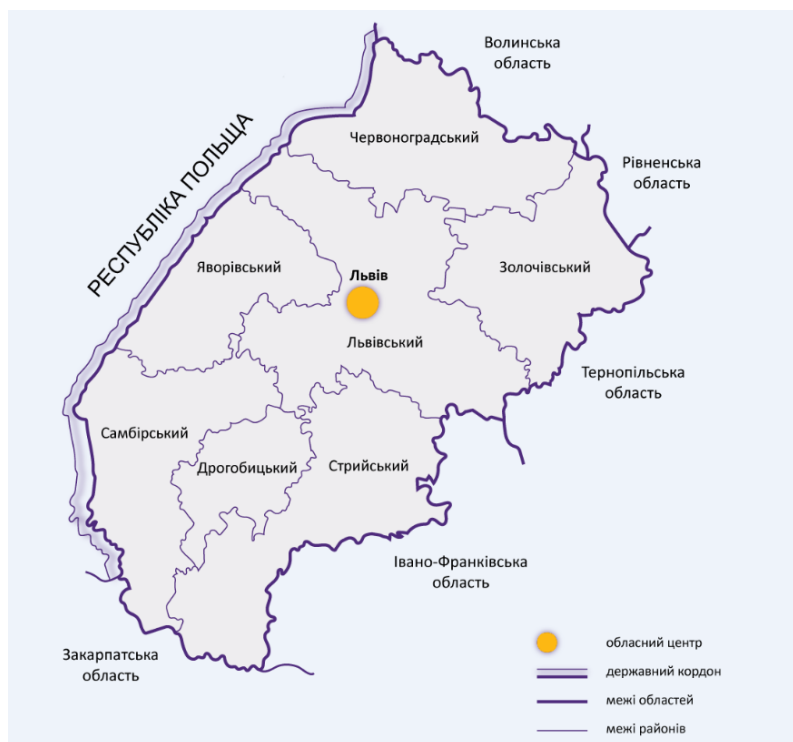 Волинська
область
Червоноградський
РЕСПУБЛІКА ПОЛЬЩА
Рівненська
область
Яворівський
Львів
Золочівський
Львівський
Тернопільська
область
Самбірський
Дрогобицький
Стрийський
Івано-Франківська
область
Закарпатська
область
обласний центр
державний кордон
межі областей
межі районів